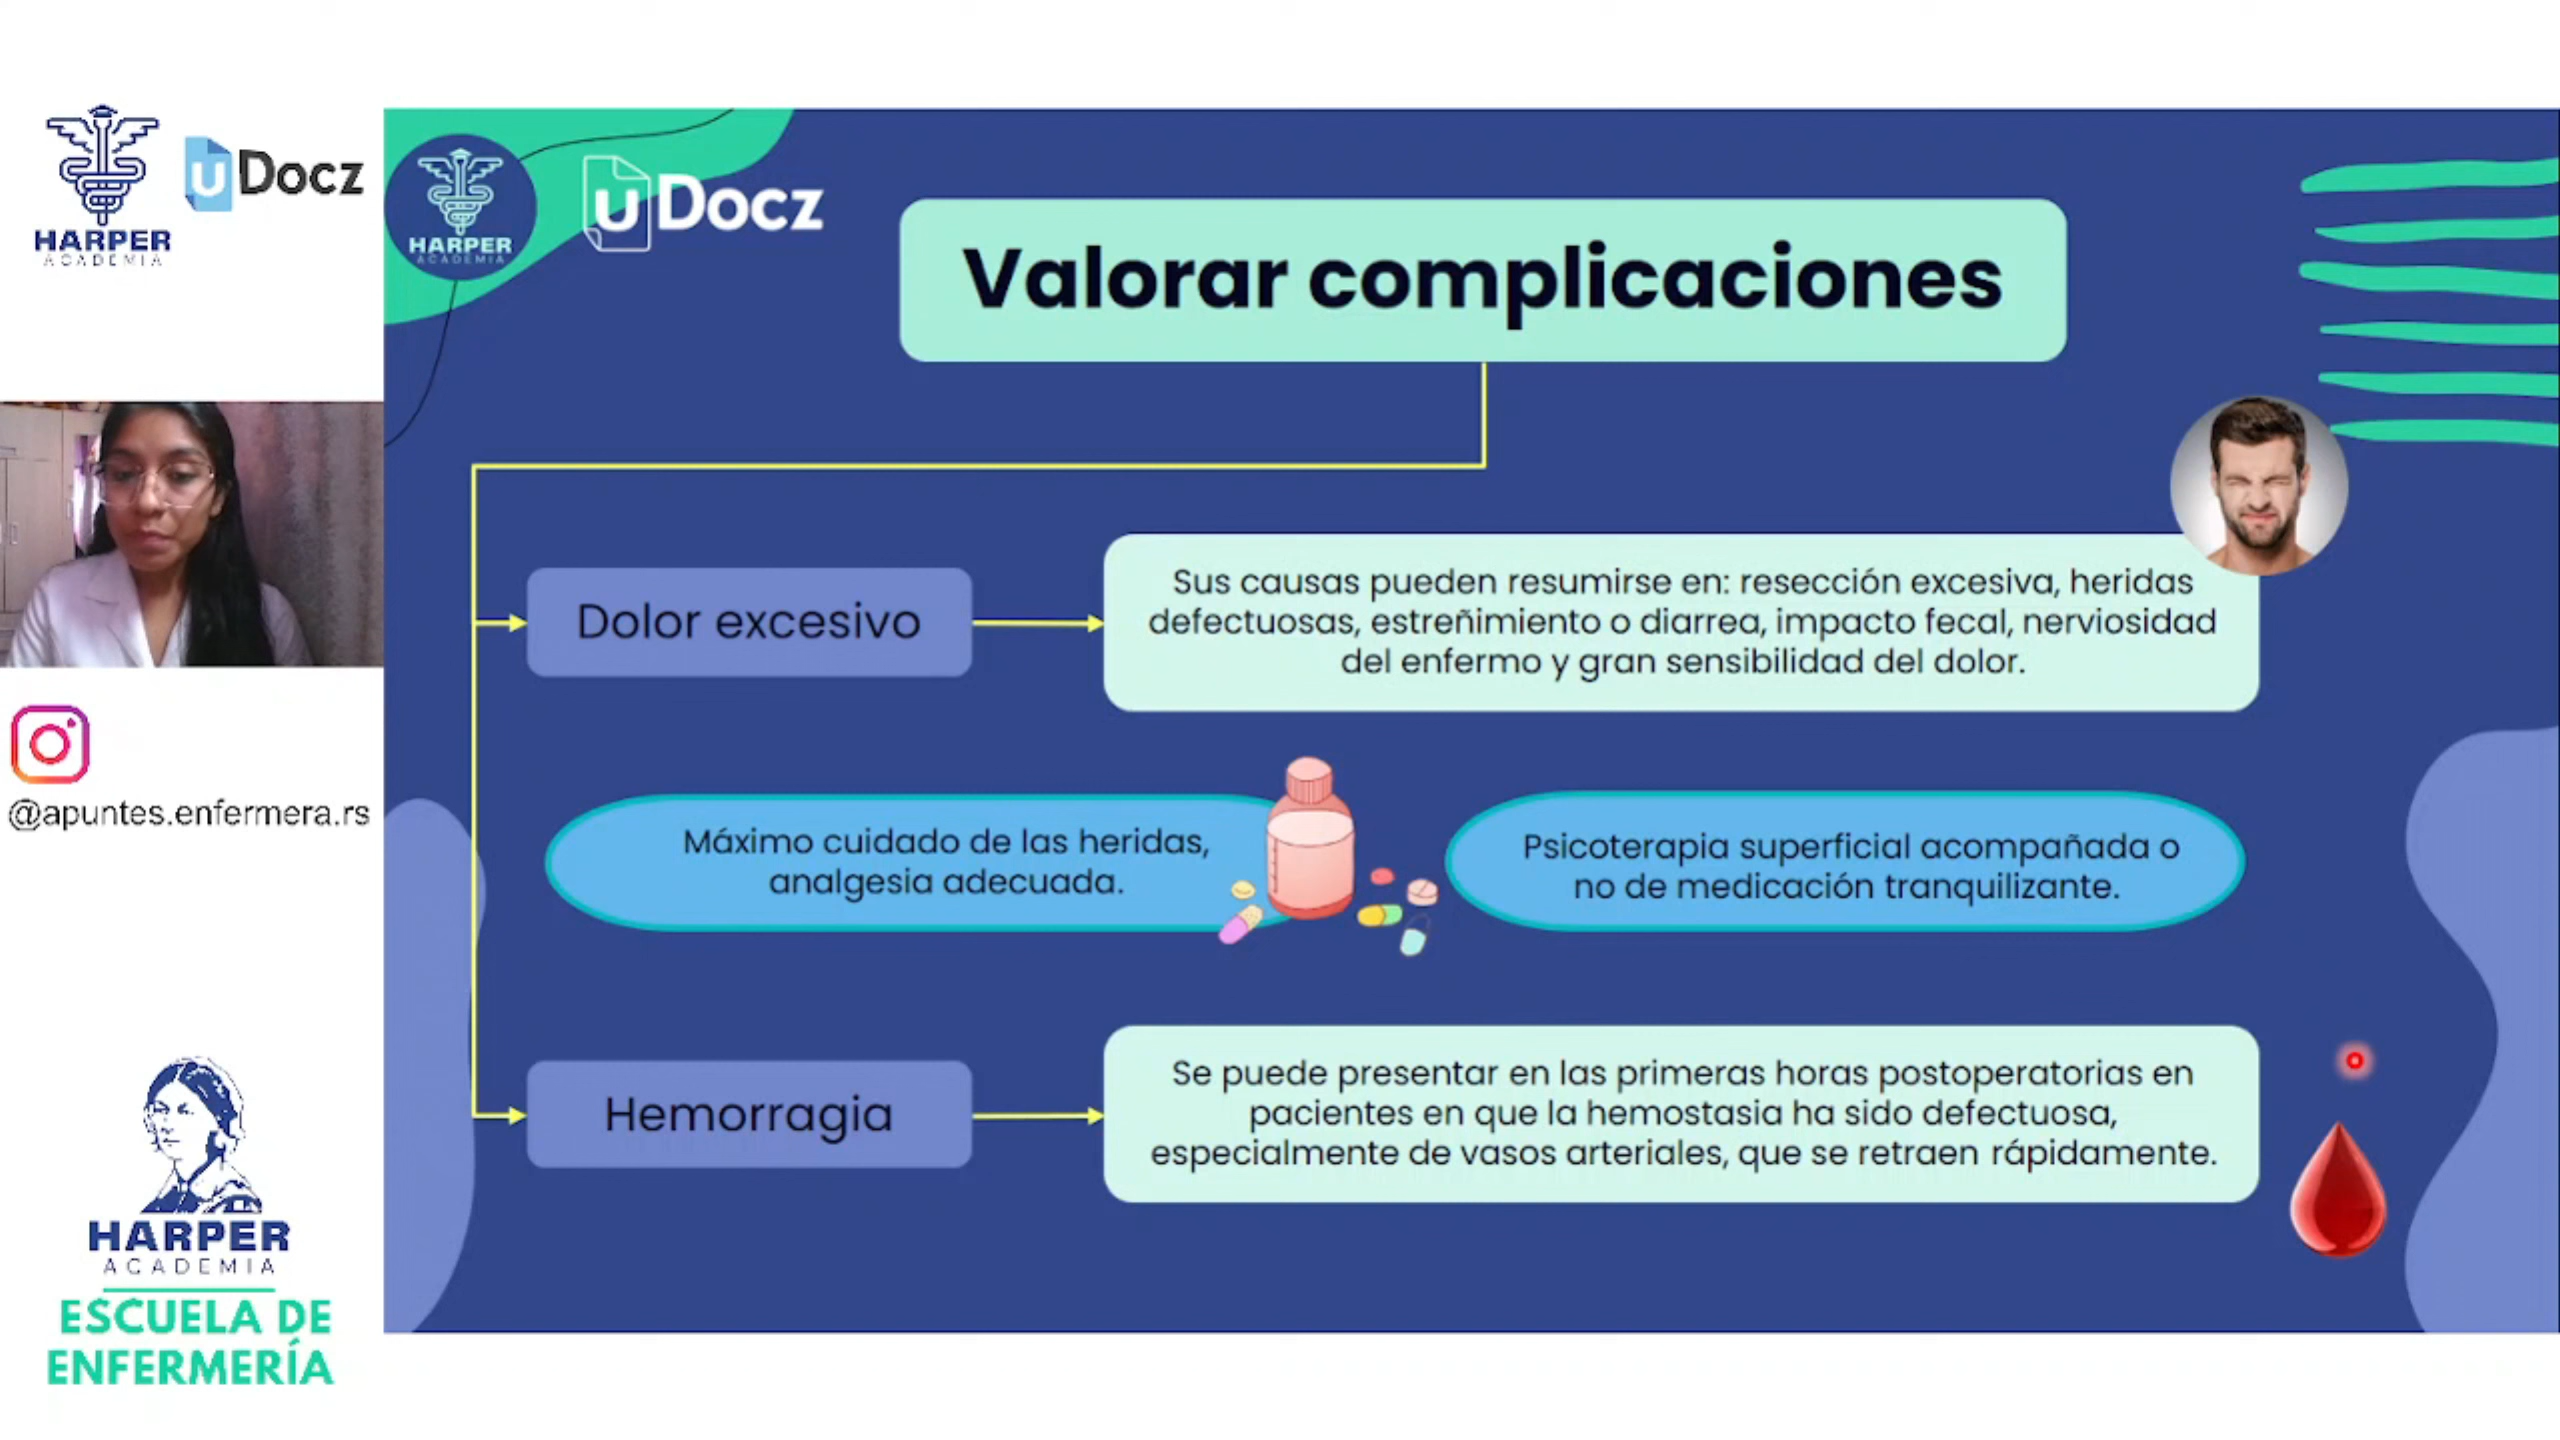 HARPER
ACADEMIA
uDocz
HARPER
ACADEMIA
uDocz
Valorar complicaciones
Dolor excesivo
Sus causas pueden resumirse en: resección excesiva, heridas
defectuosas, estreñimiento o diarrea, impacto fecal, nerviosidad
del enfermo y gran sensibilidad del dolor.
@apuntes.enfermera.rs
Máximo cuidado de las heridas,
analgesia adecuada.
Psicoterapia superficial acompañada o
no de medicación tranquilizante.
Hemorragia
Se puede presentar en las primeras horas postoperatorias en
pacientes en que la hemostasia ha sido defectuosa,
especialmente de vasos arteriales, que se retraen rápidamente.
HARPER
ACADEMIA
ESCUELA DE
ENFERMERÍA